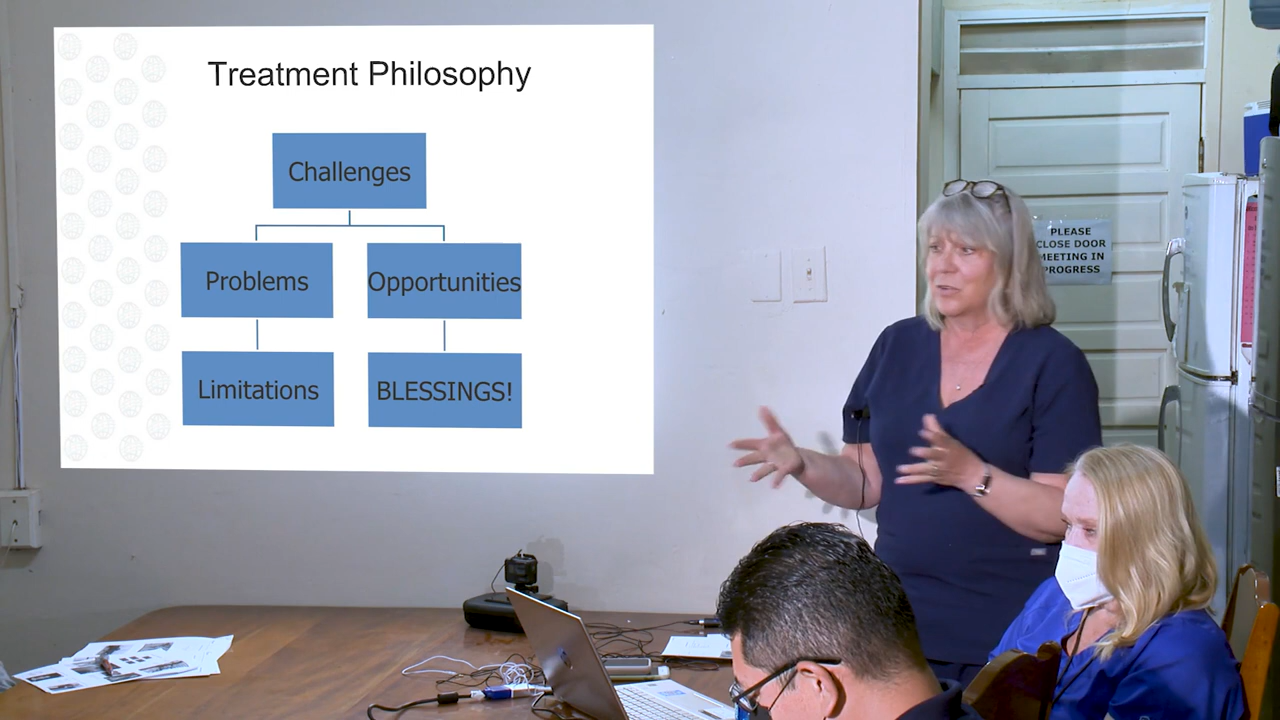 Treatment Philosophy
Challenges
Problems
Opportunities
Limitations
BLESSINGS!
PLEASE
CLOSE DOOR
MEETING IN
PROGRESS